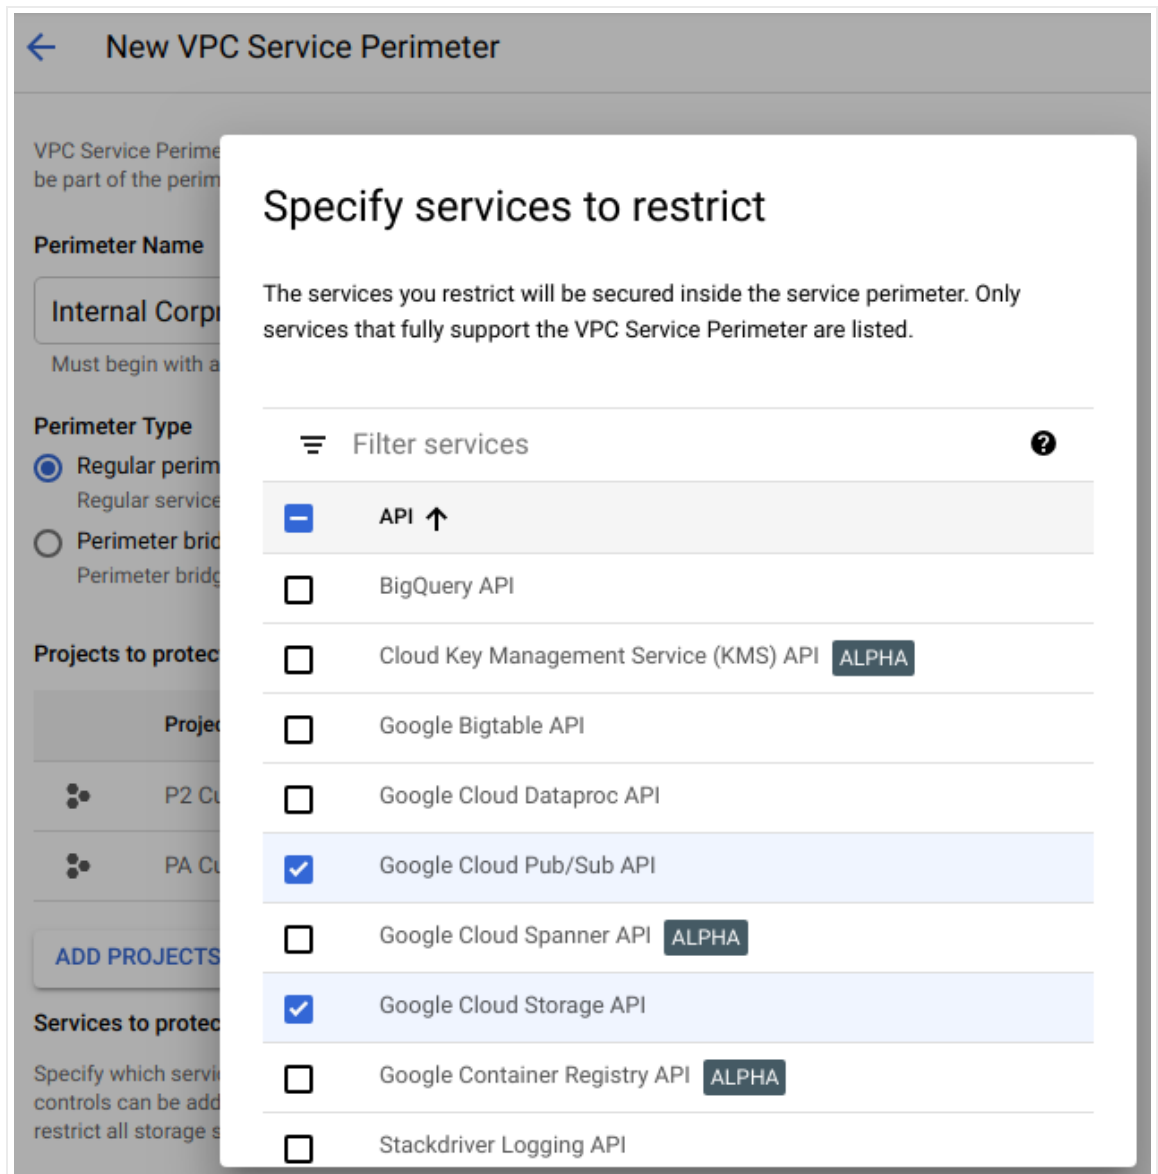 New VPC Service Perimeter
VPC Service Perime
be part of the perim
Perimeter Name
Internal Corpr
Must begin with a
Perimeter Type
Regular perim
Regular service
Perimeter brid
Perimeter bridg
Projects to protec
Projec
P2 Cu
PA Cu
ADD PROJECTS
Services to protec
Specify which servi
controls can be add
restrict all storage s
Specify services to restrict
The services you restrict will be secured inside the service perimeter. Only
services that fully support the VPC Service Perimeter are listed.
Filter services
API
BigQuery API
Cloud Key Management Service (KMS) API ALPHA
Google Bigtable API
Google Cloud Dataproc API
Google Cloud Pub/Sub API
Google Cloud Spanner API ALPHA
Google Cloud Storage API
Google Container Registry API ALPHA
Stackdriver Logging API